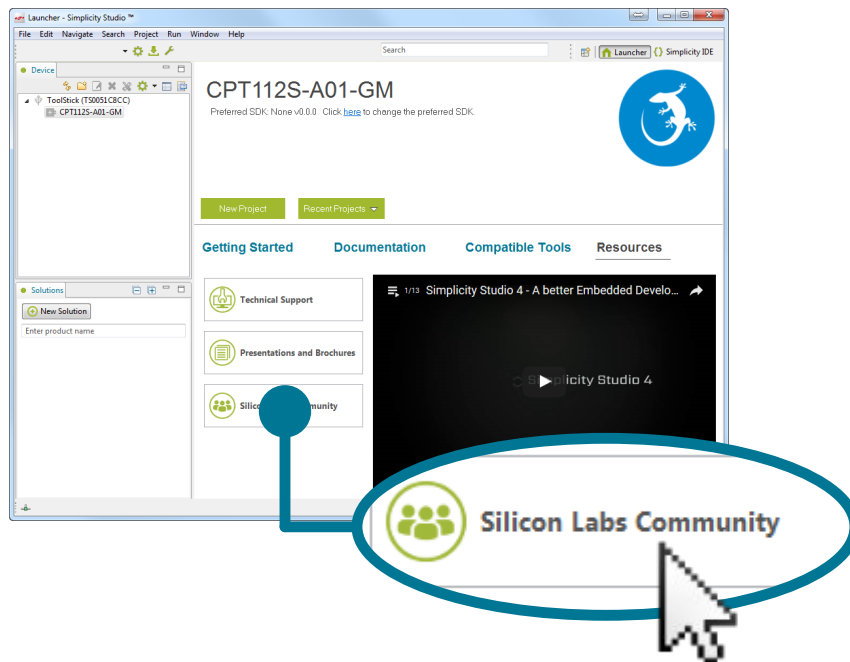 Launcher - Simplicity Studio ™
File Edit Navigate Search Project Run Window Help
Search
Launcher
{} Simplicity IDE
Device
ToolStick (TS0051C8CC)
CPT112S-A01-GM
CPT112S-A01-GM
Preferred SDK: None v0.0.0 Click here to change the preferred SDK.
New Project
Recent Projects
Getting Started
Documentation
Compatible Tools
Resources
Solutions
New Solution
Enter product name
Technical Support
Presentations and Brochures
1/13 Simplicity Studio 4 - A better Embedded Develo...
Studio 4
Silicon Labs Community